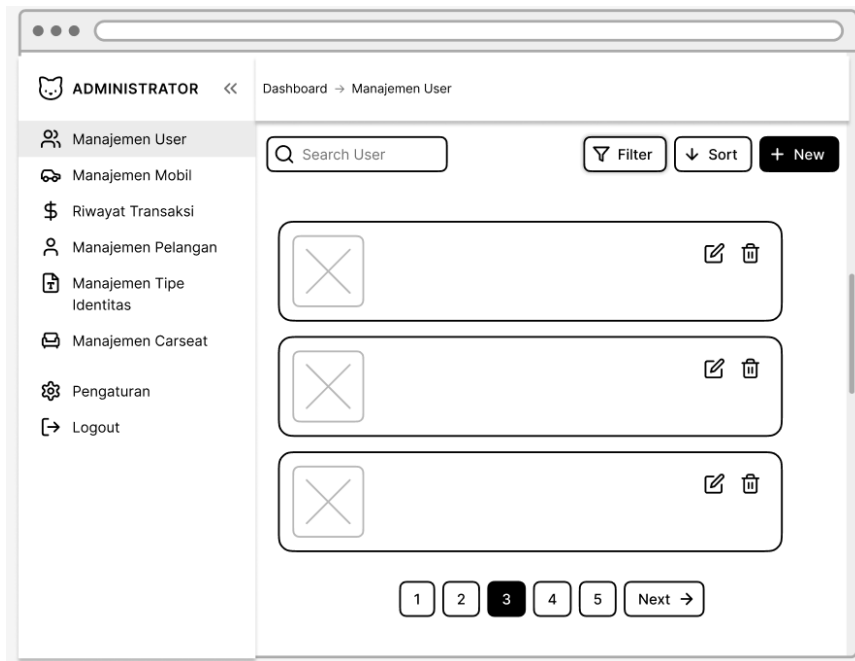 ADMINISTRATOR
Dashboard → Manajemen User
Manajemen User
Manajemen Mobil
Riwayat Transaksi
Manajemen Pelangan
Manajemen Tipe
Identitas
Manajemen Carseat
Pengaturan
Logout
Search User
Filter
Sort
+ New
1 2 3 4 5 Next →